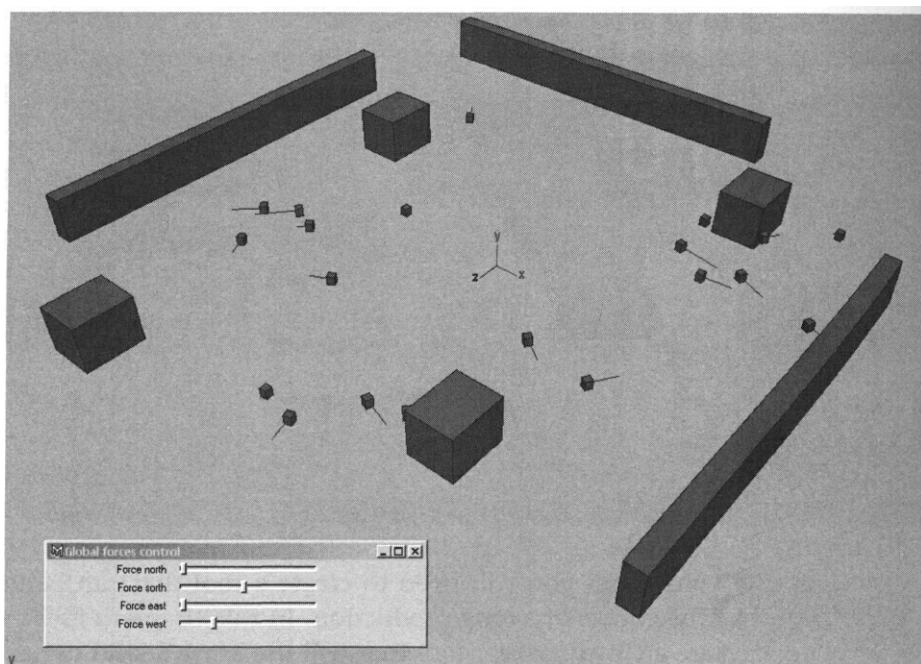 y
z x
Global forces control
Force north
Force sorth
Force east
Force west
y